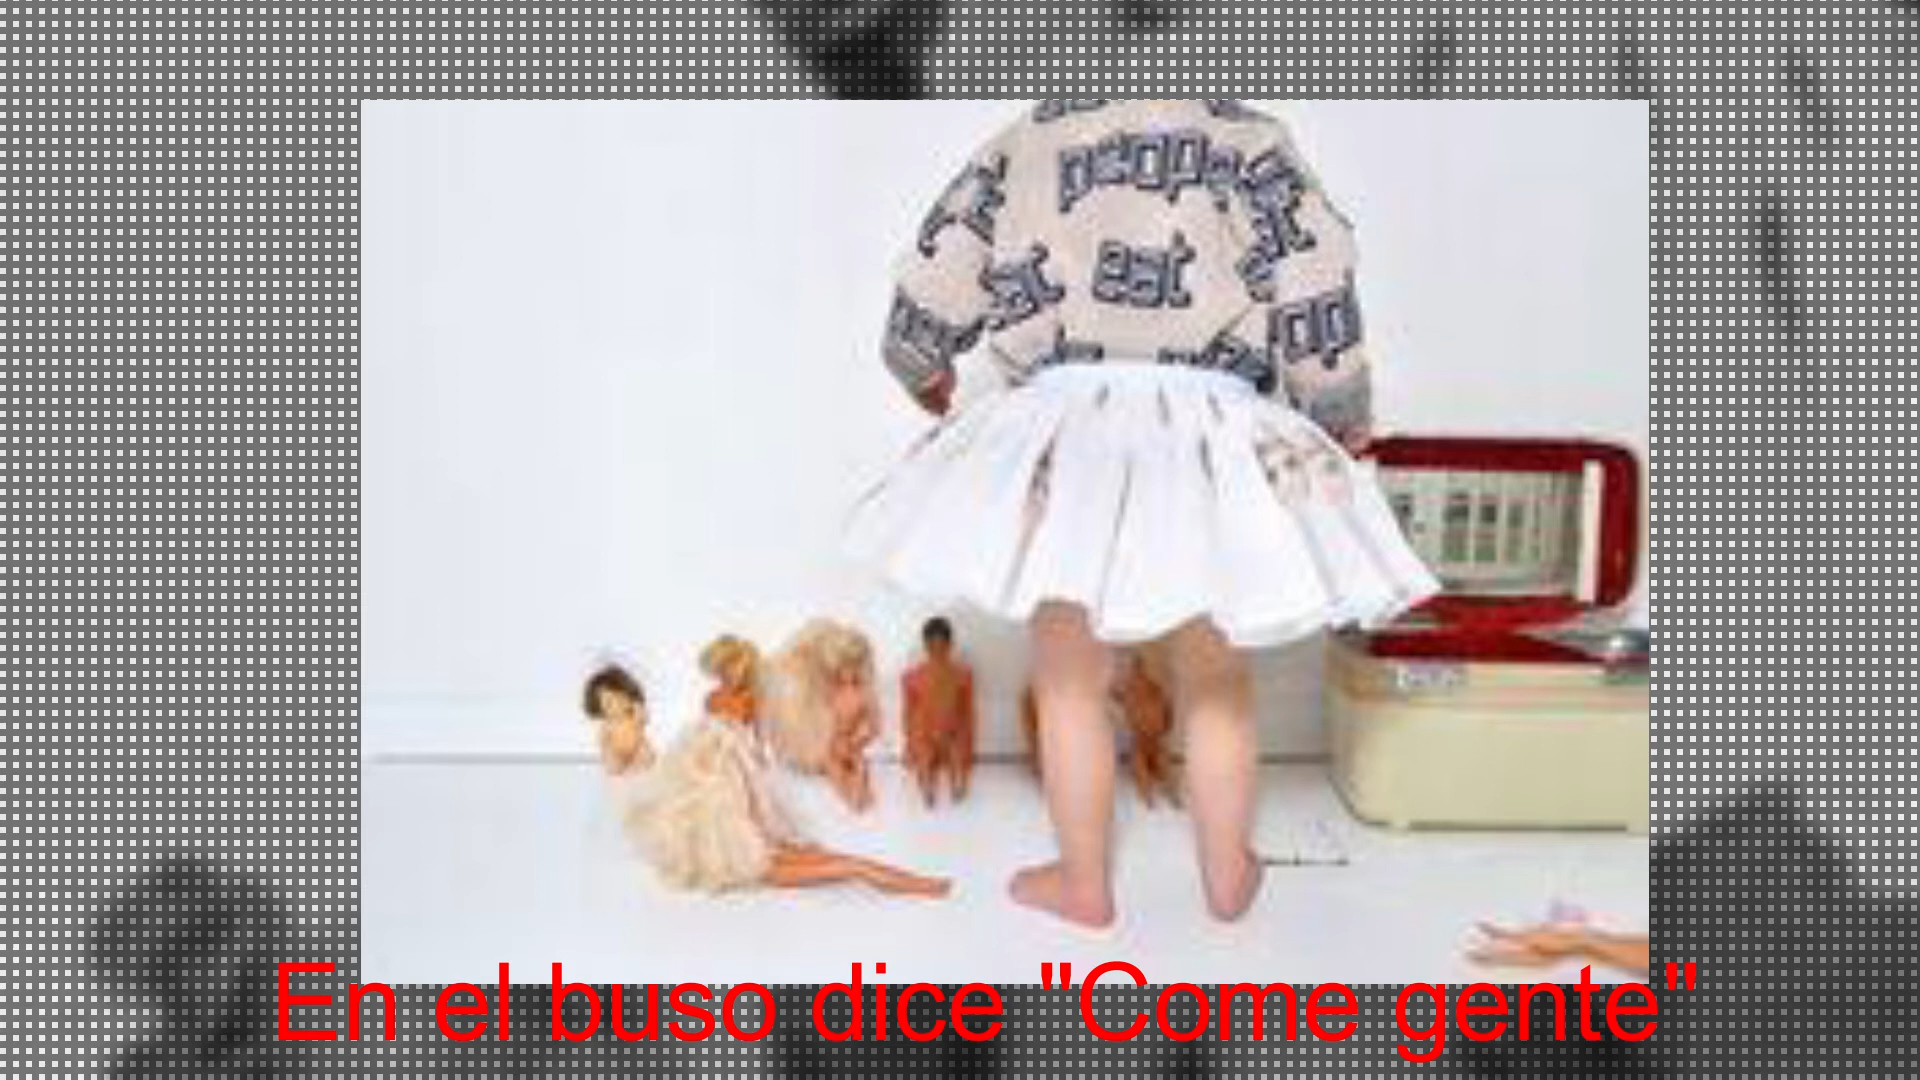 people
eat
eat
En el buso dice "Come gente"